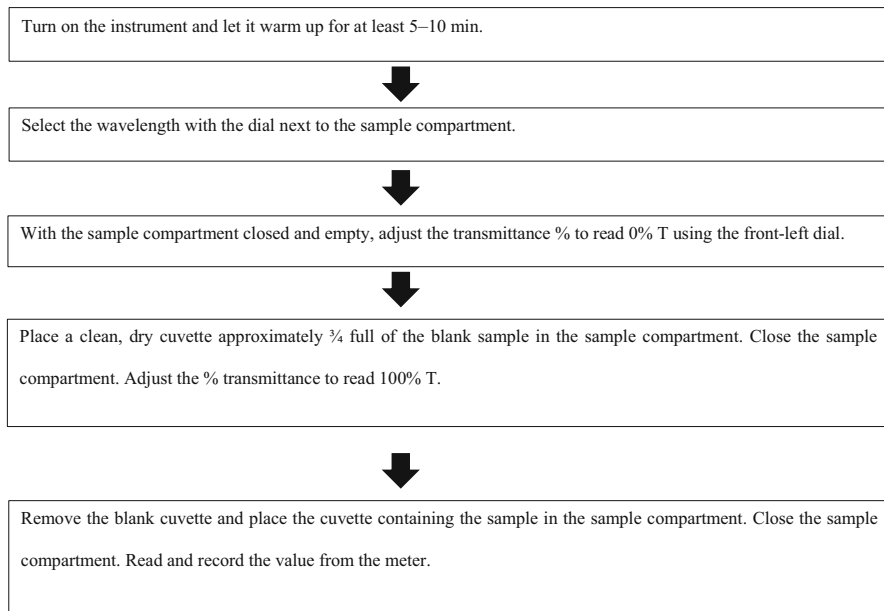 Turn on the instrument and let it warm up for at least 5–10 min.
Select the wavelength with the dial next to the sample compartment.
With the sample compartment closed and empty, adjust the transmittance % to read 0% T using the front-left dial.
Place a clean, dry cuvette approximately ¾ full of the blank sample in the sample compartment. Close the sample
compartment. Adjust the % transmittance to read 100% T.
Remove the blank cuvette and place the cuvette containing the sample in the sample compartment. Close the sample
compartment. Read and record the value from the meter.